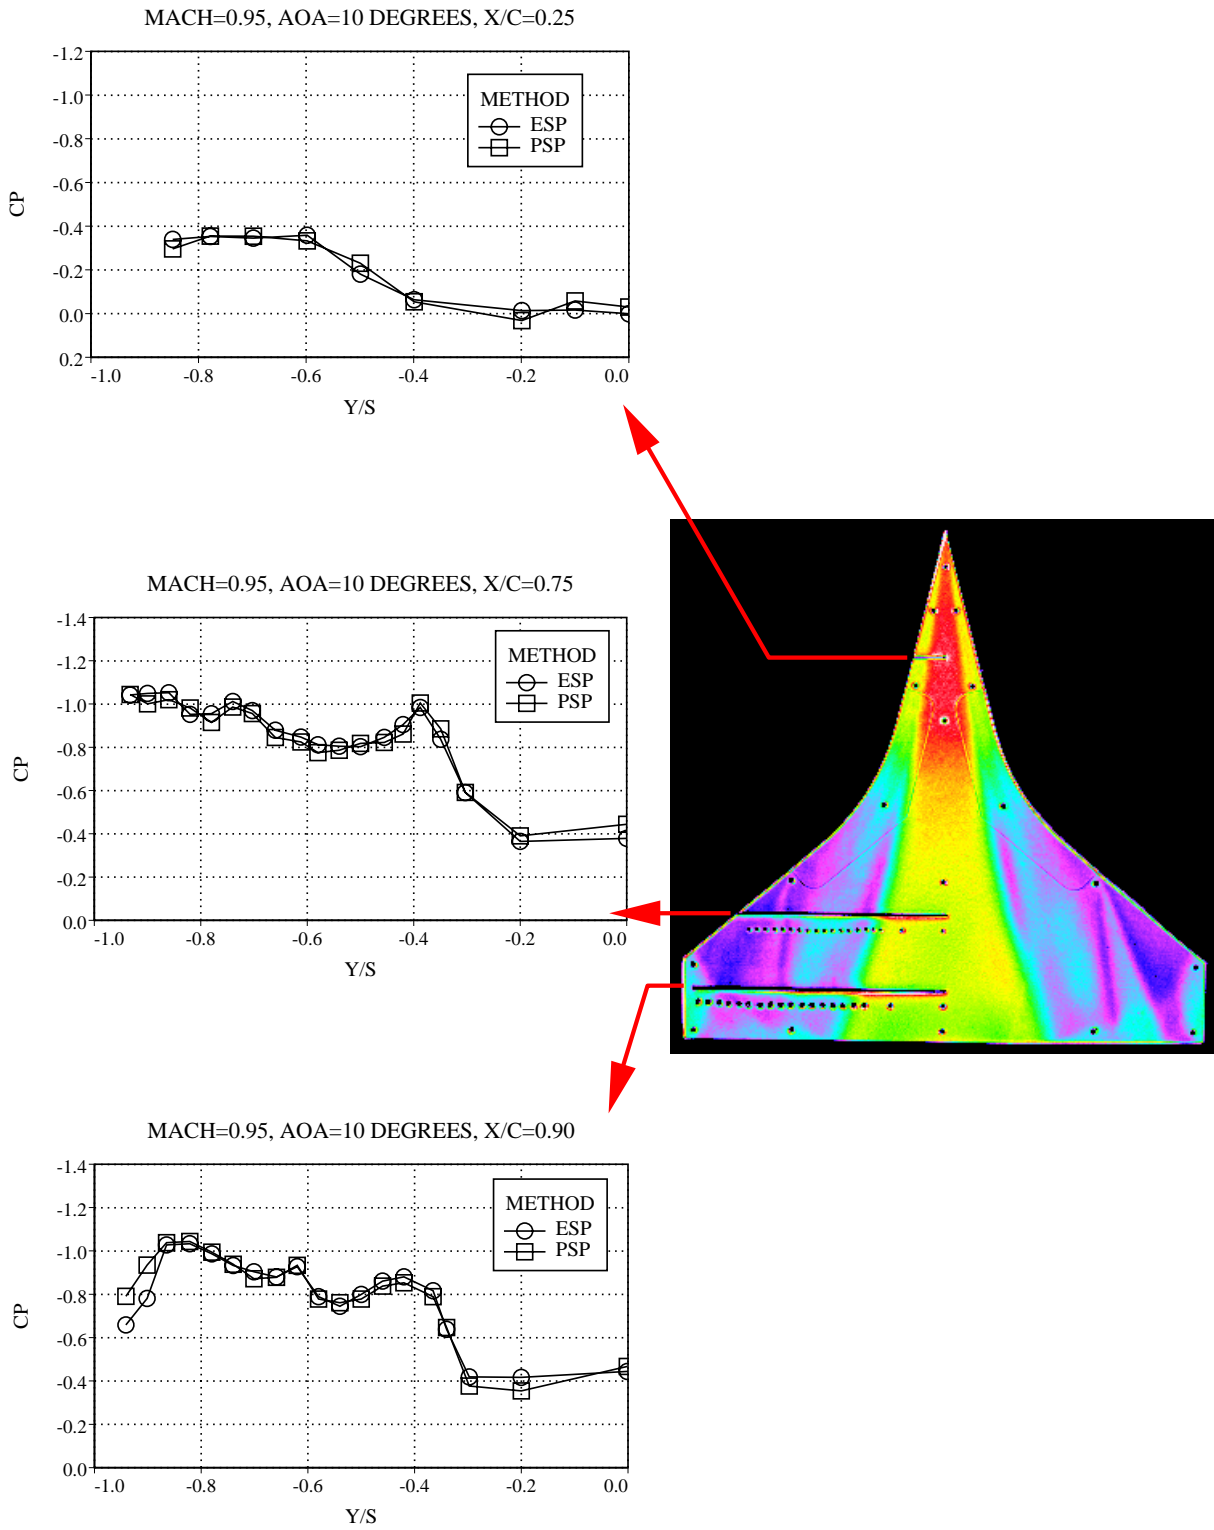 MACH=0.95, AOA=10 DEGREES, X/C=0.25
-1.2
-1.0
-0.8
-0.6
-0.4
-0.2
0.0
0.2
CP
METHOD
ESP
PSP
-1.0 -0.8 -0.6 -0.4 -0.2 0.0
Y/S
MACH=0.95, AOA=10 DEGREES, X/C=0.75
-1.4
-1.2
-1.0
-0.8
-0.6
-0.4
-0.2
0.0
CP
METHOD
ESP
PSP
-1.0 -0.8 -0.6 -0.4 -0.2 0.0
Y/S
MACH=0.95, AOA=10 DEGREES, X/C=0.90
-1.4
-1.2
-1.0
-0.8
-0.6
-0.4
-0.2
0.0
CP
METHOD
ESP
PSP
-1.0 -0.8 -0.6 -0.4 -0.2 0.0
Y/S